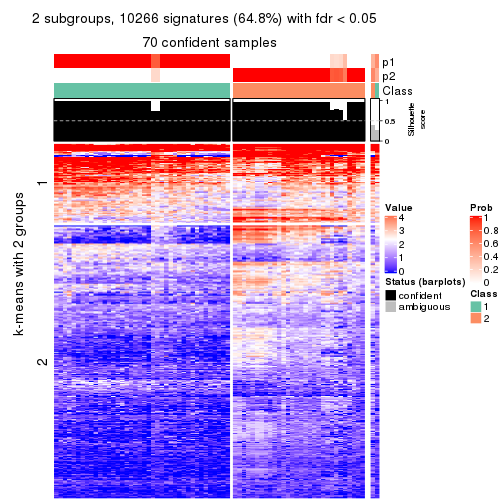 2 subgroups, 10266 signatures (64.8%) with fdr < 0.05
70 confident samples
p1
p2
Class
1
0.5
0
Silhouette
score
k-means with 2 groups
1
2
Value
4
3
2
1
0
Status (barplots)
confident
ambiguous
Prob
1
0.8
0.6
0.4
0.2
0
Class
1
2